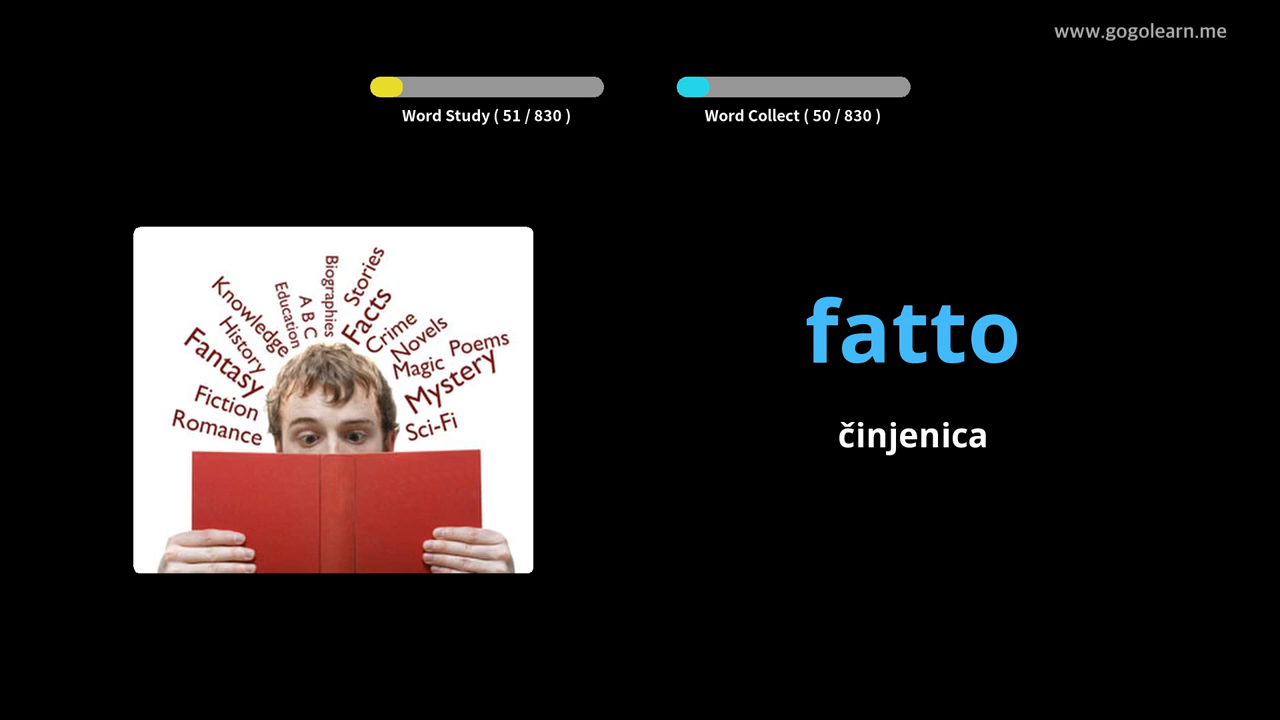 www.gogolearn.me
Word Study ( 51 / 830 )
Word Collect ( 50 / 830 )
Biographies
Stories
Facts
A B C
Education
Knowledge
History
Fantasy
Fiction
Romance
Crime
Novels
Poems
Magic
Mystery
Sci-Fi
fatto
činjenica